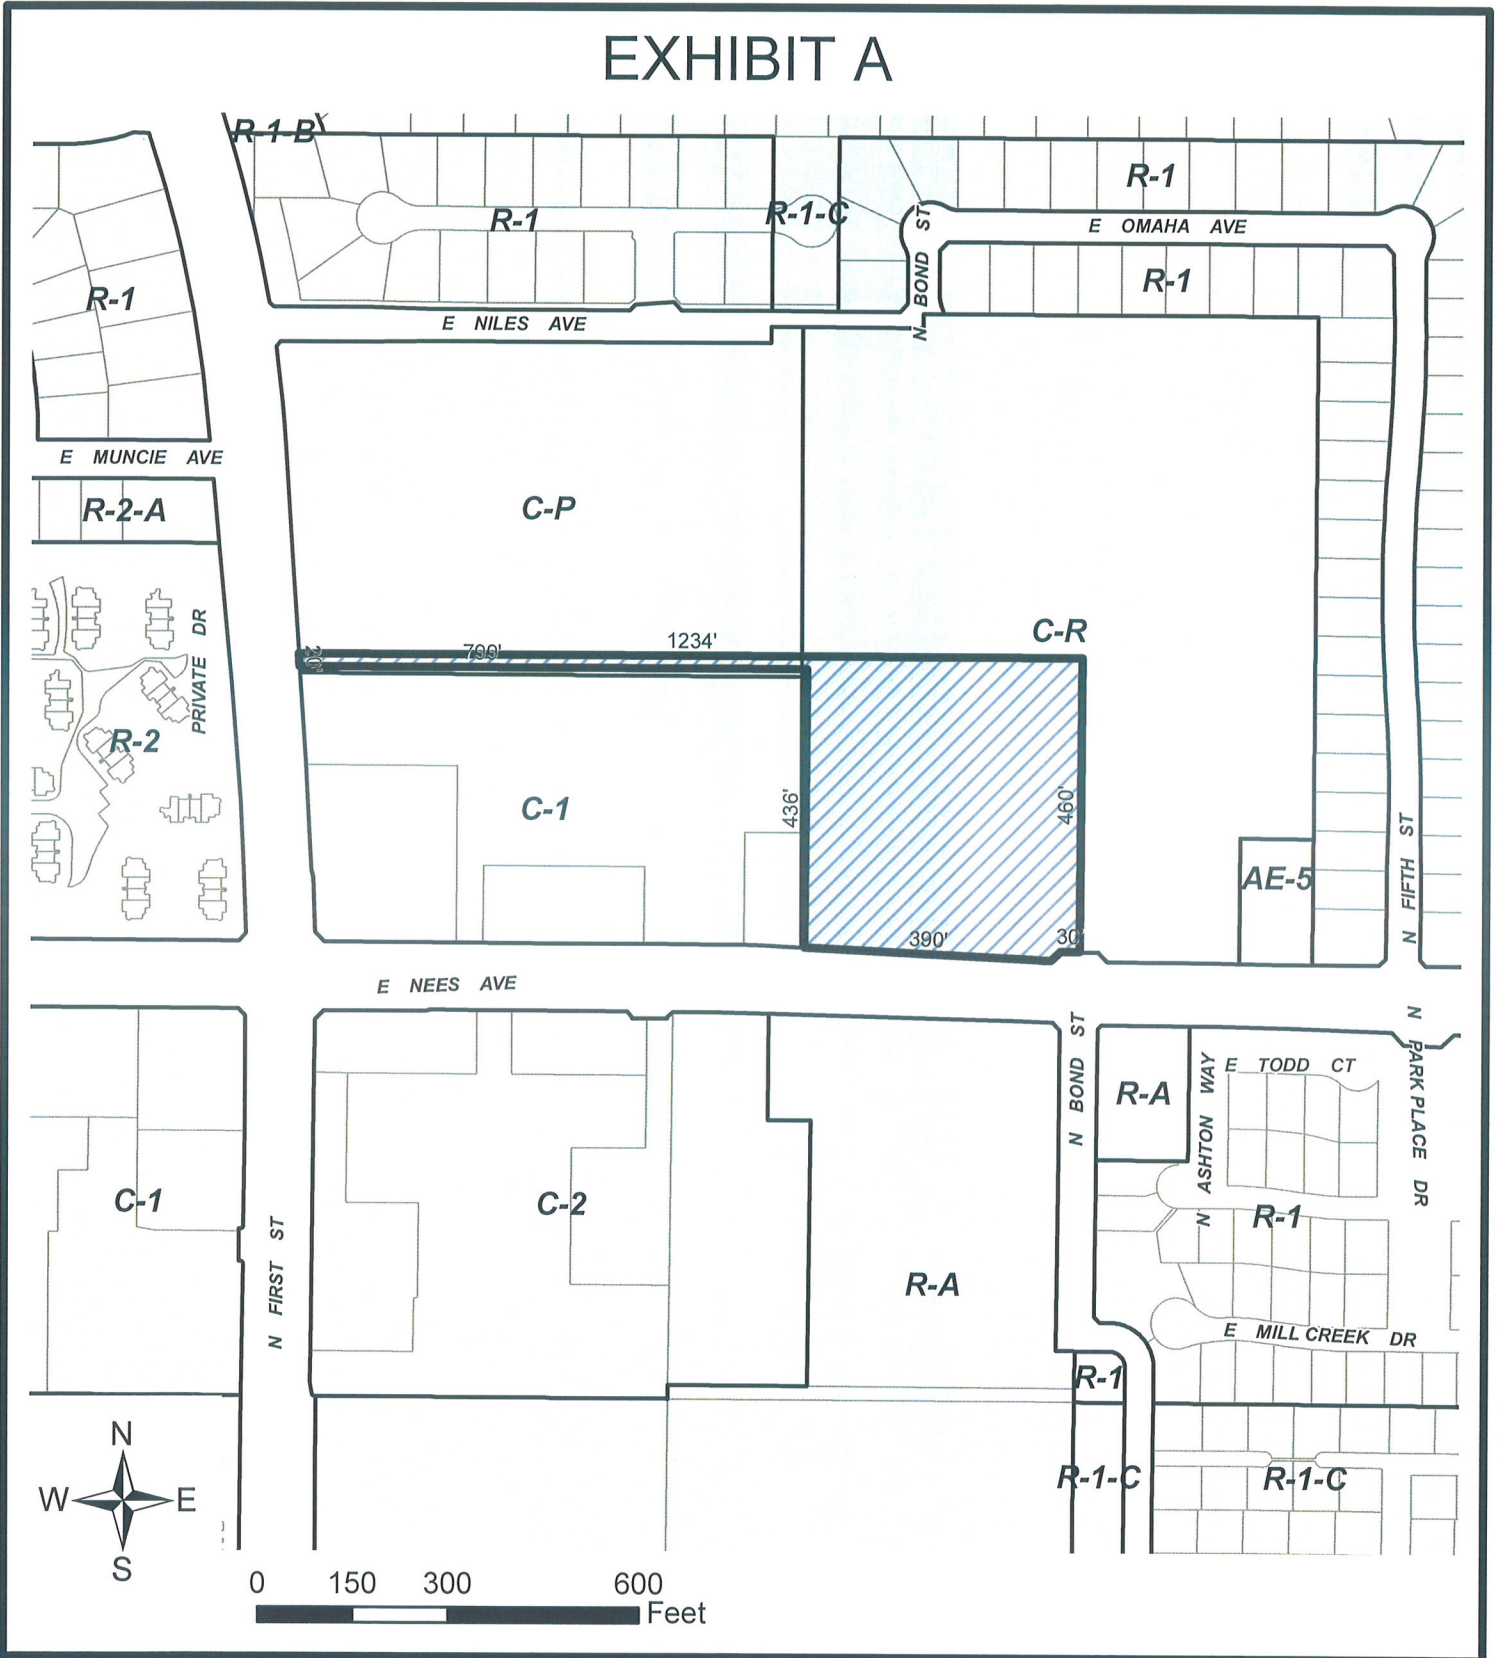 EXHIBIT A
R-1-B
R-1
R-1
R-1-C
N BOND ST
E OMAHA AVE
R-1
R-1
E NILES AVE
E MUNCIE AVE
R-2-A
C-P
C-R
PRIVATE DR
20'
799'
1234'
R-2
C-1
436'
460'
AE-5
N FIFTH ST
390'
30'
E NEES AVE
N BOND ST
R-A
N ASHTON WAY
E TODD CT
N PARK PLACE DR
C-1
C-2
R-1
N FIRST ST
R-A
E MILL CREEK DR
R-1
R-1-C
R-1-C
N
W E
S
0 150 300 600
Feet